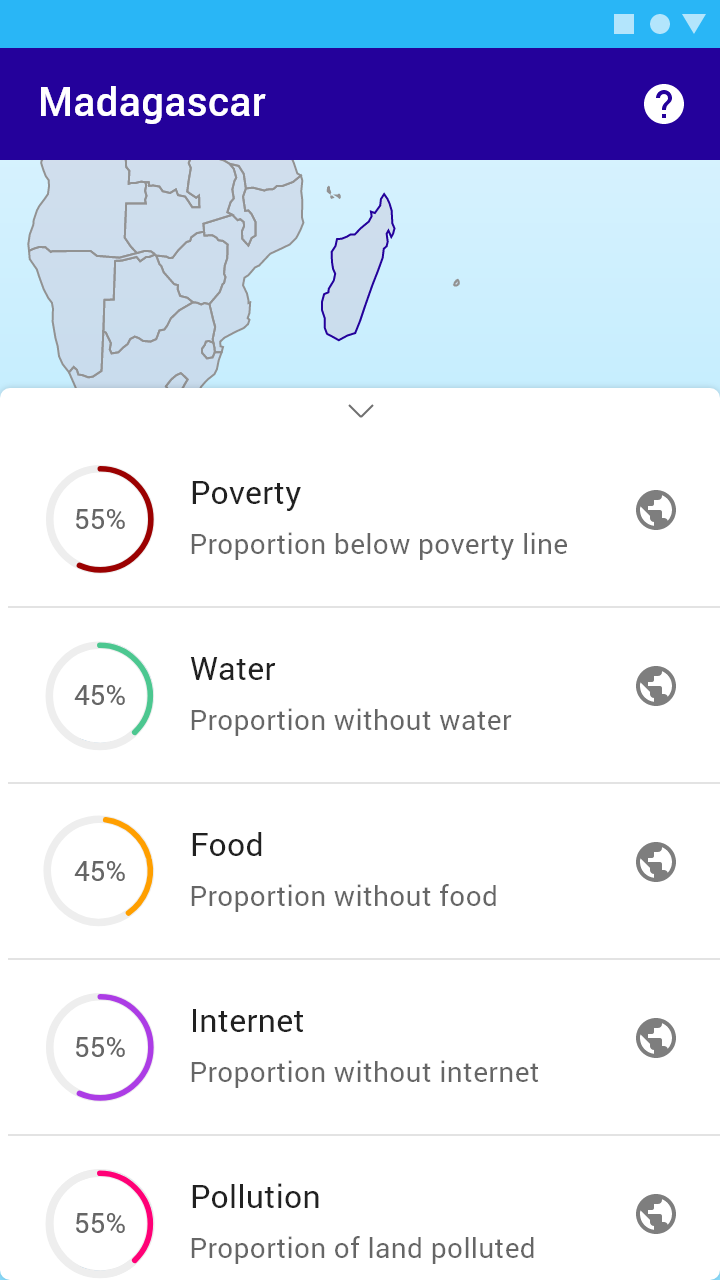 Madagascar
55%
Poverty
Proportion below poverty line
45%
Water
Proportion without water
45%
Food
Proportion without food
55%
Internet
Proportion without internet
55%
Pollution
Proportion of land polluted